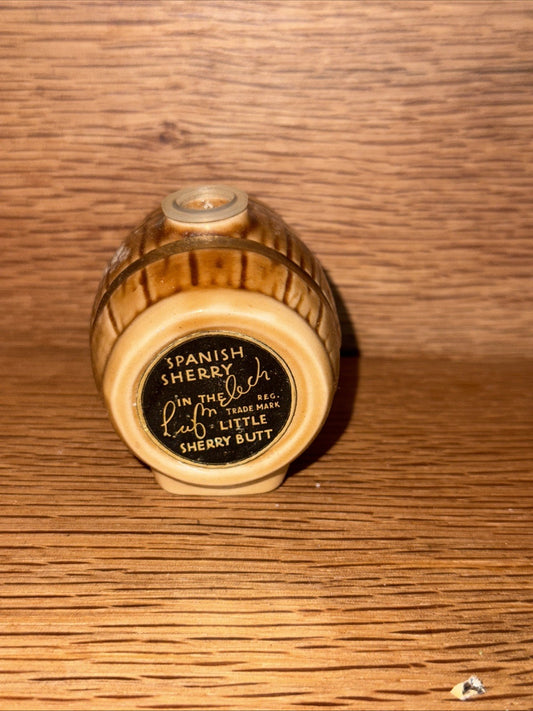 SPANISH
SHERRY
IN THE
REG.
TRADE MARK
LITTLE
SHERRY BUTT